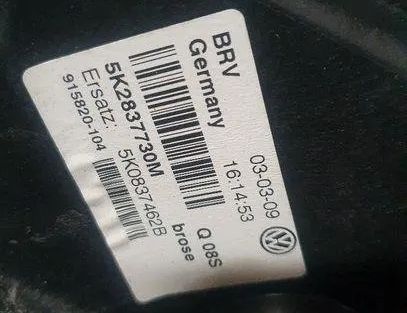 BRV
Germany
03-03-09
16:14:53
5K2837730M
Ersatz: 5K0837462B
915820-104
Q 08S
brose